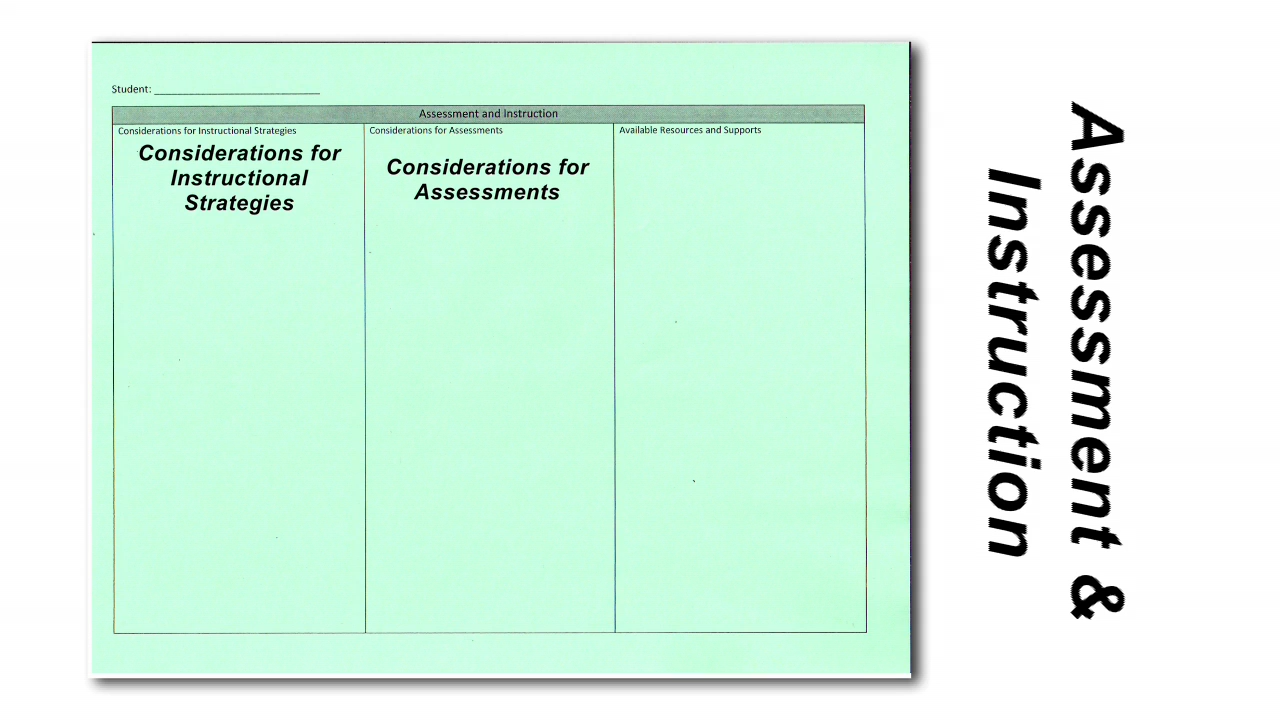 Student: ______________________________
Assessment and Instruction
Considerations for Instructional Strategies
Considerations for
Instructional
Strategies
Considerations for Assessments
Considerations for
Assessments
Available Resources and Supports
Assessment &
Instruction